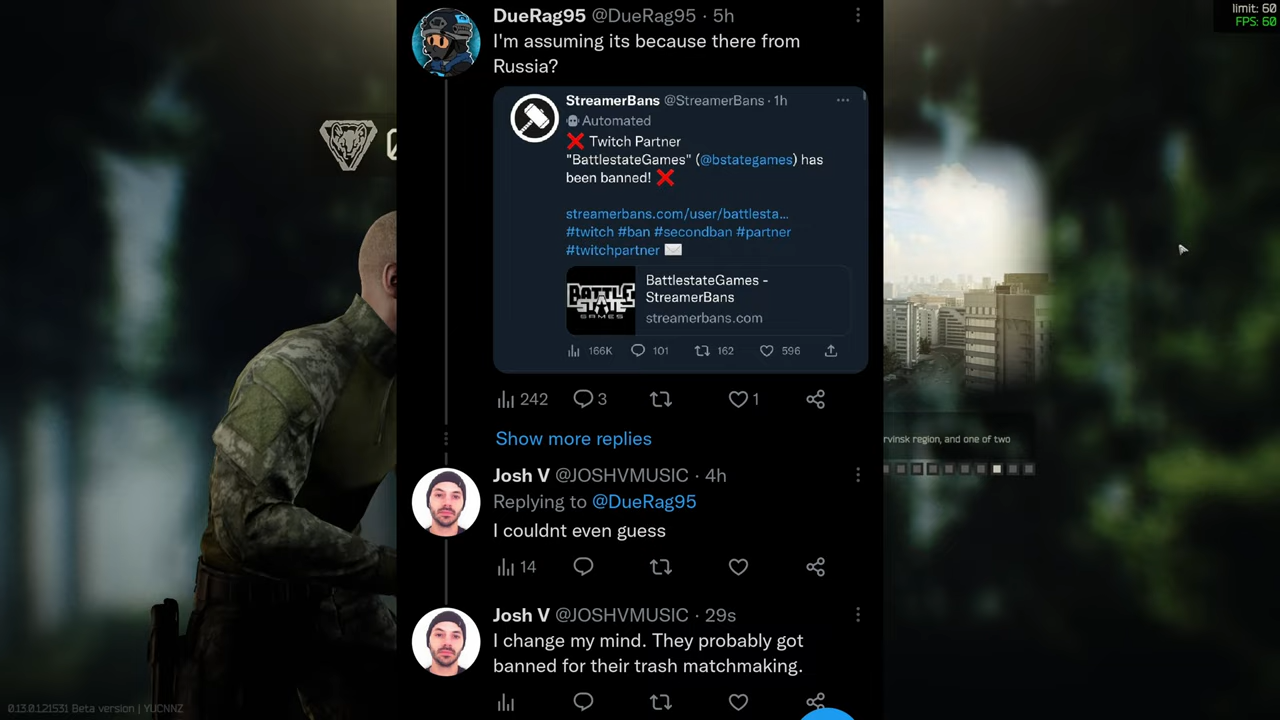 limit: 60
FPS: 60
DueRag95 @DueRag95 · 5h
I'm assuming its because there from
Russia?
StreamerBans @StreamerBans · 1h
Automated
❌ Twitch Partner
"BattlestateGames" (@bstategames) has
been banned! ❌
streamerbans.com/user/battlesta...
#twitch #ban #secondban #partner
#twitchpartner ✉️
BATTLE
STATE
GAMES
BattlestateGames -
StreamerBans
streamerbans.com
166K 101 162 596
242 3 1
Show more replies
rvinsk region, and one of two
Josh V @JOSHVMUSIC · 4h
Replying to @DueRag95
I couldnt even guess
14
Josh V @JOSHVMUSIC · 29s
I change my mind. They probably got
banned for their trash matchmaking.
0.13.0.1.21531 Beta version | YUCNNZ